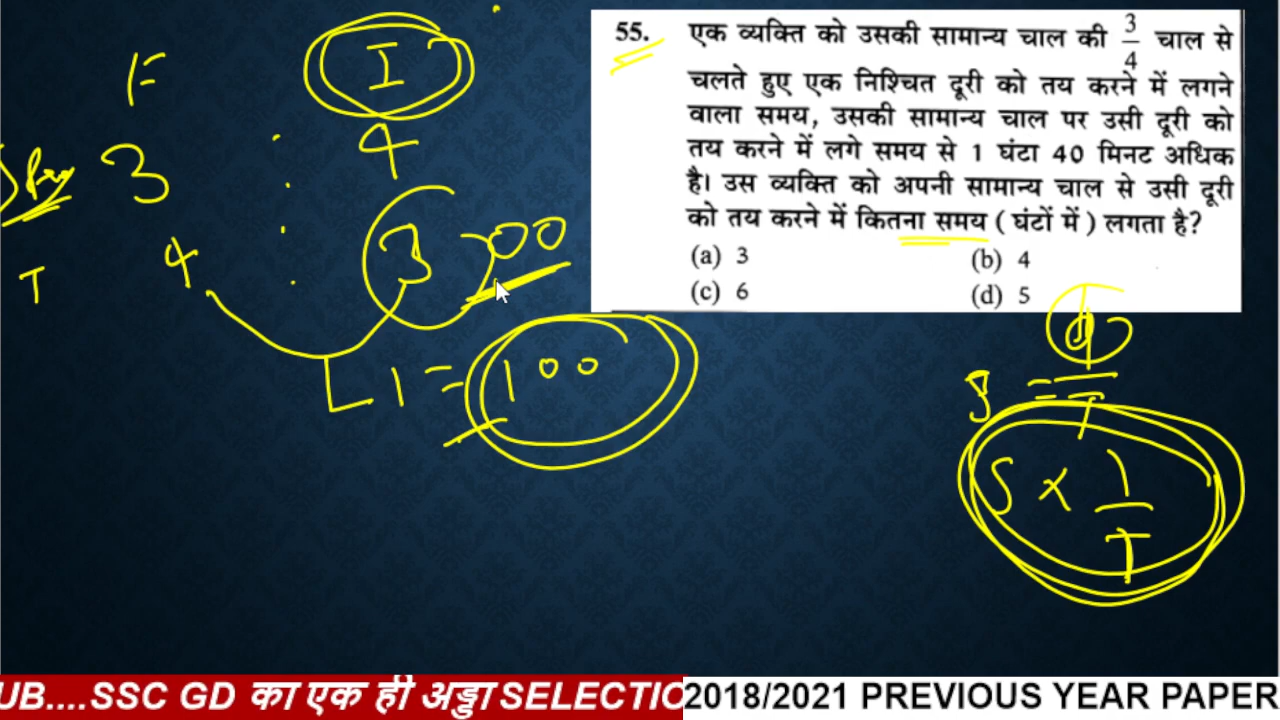 55. एक व्यक्ति को उसकी सामान्य चाल की 3/4 चाल से
चलते हुए एक निश्चित दूरी को तय करने में लगने
वाला समय, उसकी सामान्य चाल पर उसी दूरी को
तय करने में लगे समय से 1 घंटा 40 मिनट अधिक
है। उस व्यक्ति को अपनी सामान्य चाल से उसी दूरी
को तय करने में कितना समय ( घंटों में ) लगता है?
(a) 3 (b) 4
(c) 6 (d) 5
F I
3 : 4
T 4 : 3 00
1 = 100
S = d/T
S × 1/T
UB....SSC GD का एक ही अड्डा SELECTIO
2018/2021 PREVIOUS YEAR PAPER